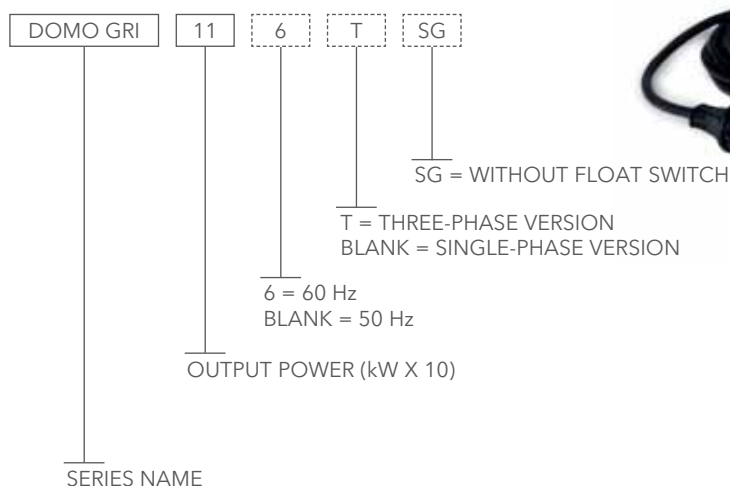 DOMO GRI 11 6 T SG
SG = WITHOUT FLOAT SWITCH
T = THREE-PHASE VERSION
BLANK = SINGLE-PHASE VERSION
6 = 60 Hz
BLANK = 50 Hz
OUTPUT POWER (kW X 10)
SERIES NAME